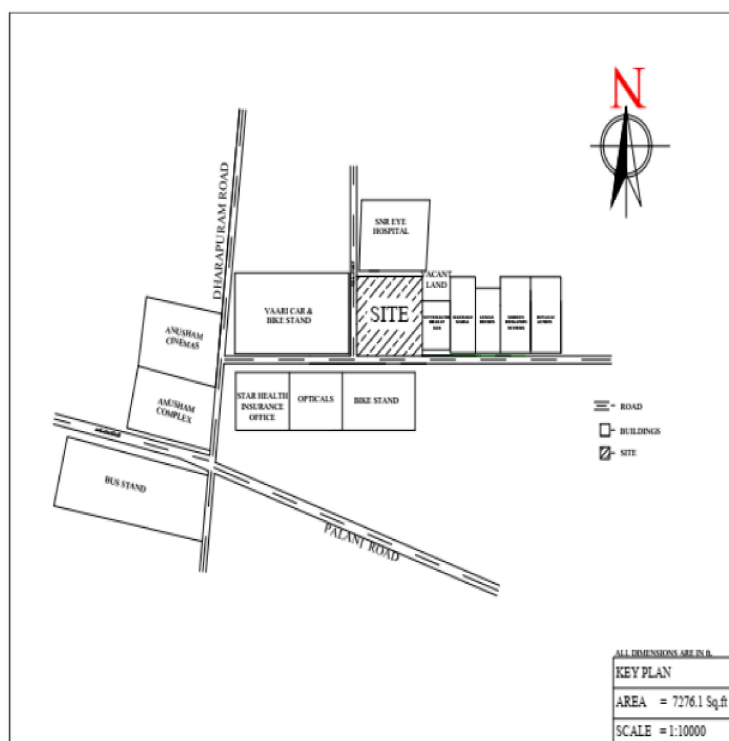 N
DHARAPURAM ROAD
SNR EYE
HOSPITAL
VAARI CAR &
BIKE STAND
SITE
ACANT
LAND
ANUSHAM
CINEMAS
ANUSHAM
COMPLEX
STAR HEALTH
INSURANCE
OFFICE
OPTICALS
BIKE STAND
BUS STAND
PALANI ROAD
ROAD
BUILDINGS
SITE
ALL DIMENSIONS ARE IN ft.
KEY PLAN
AREA = 7276.1 Sq.ft
SCALE = 1:10000